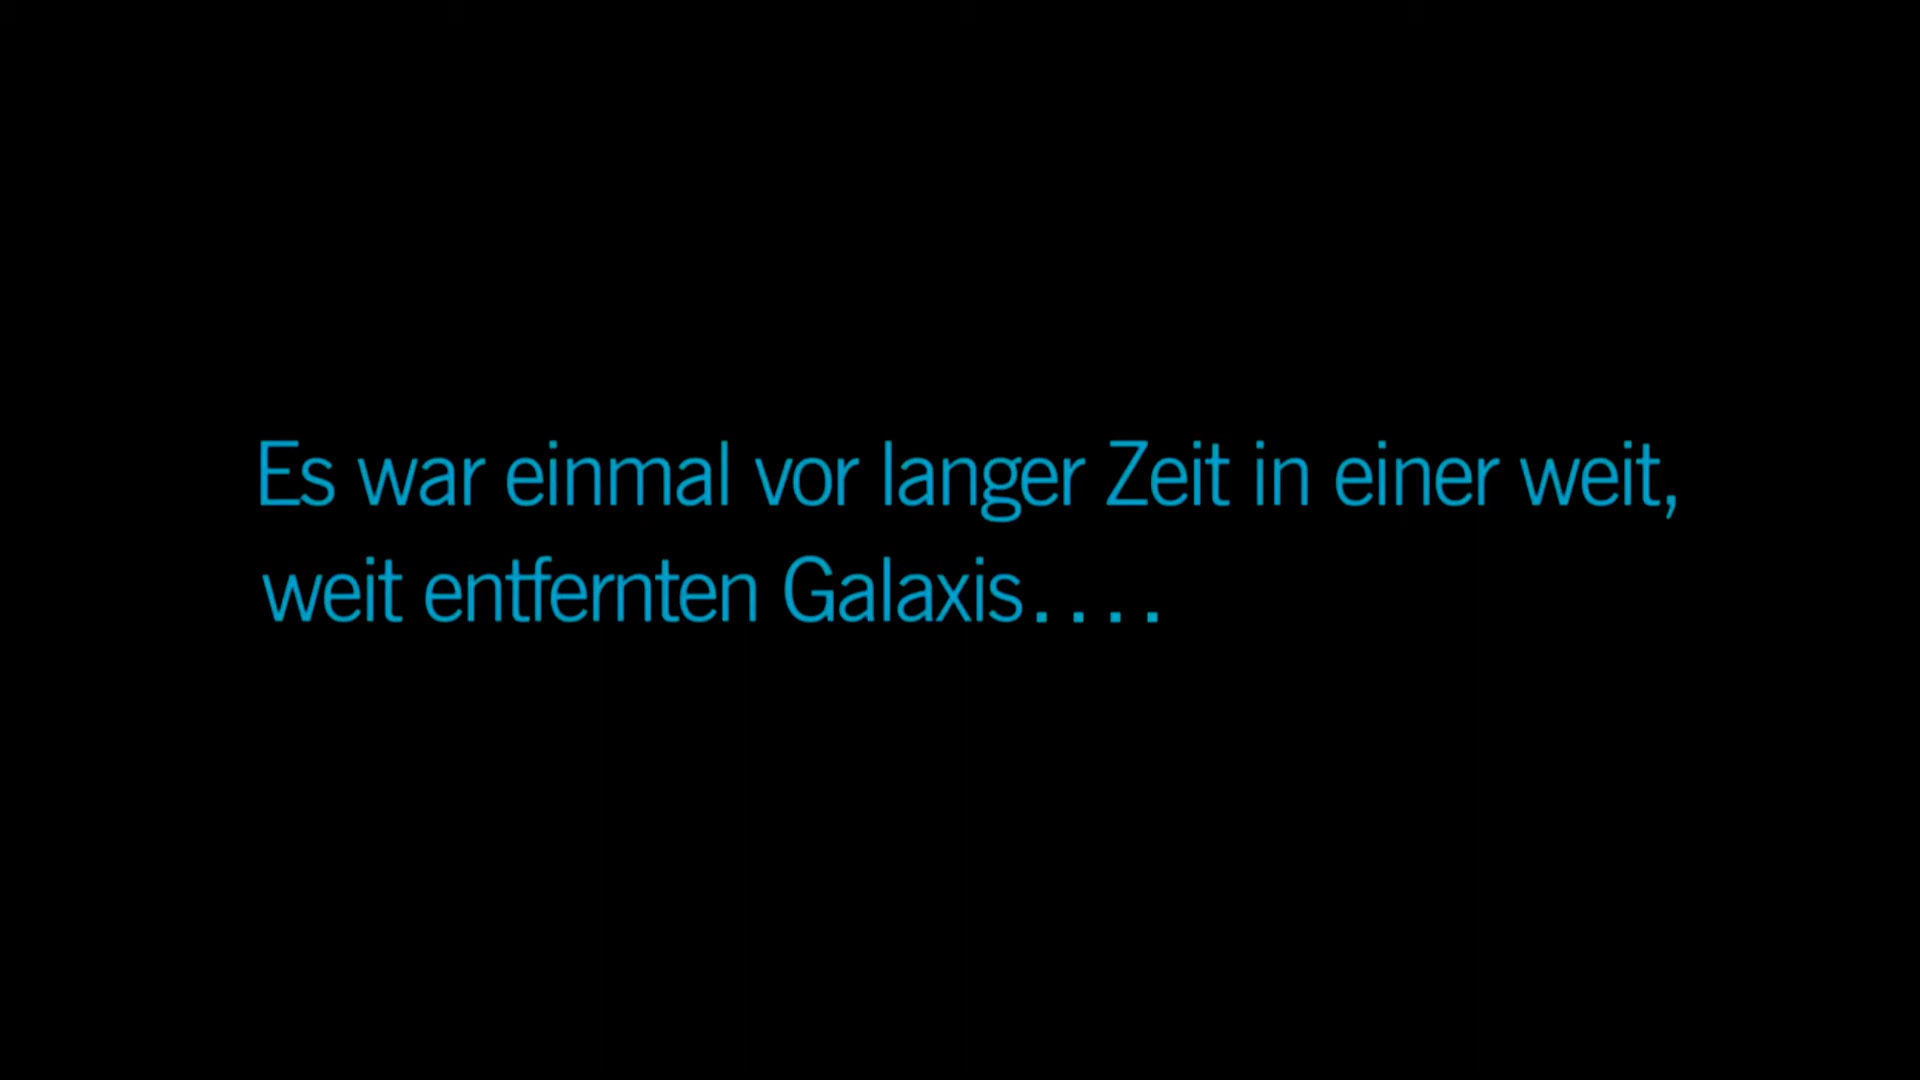 Es war einmal vor langer Zeit in einer weit,
weit entfernten Galaxis....